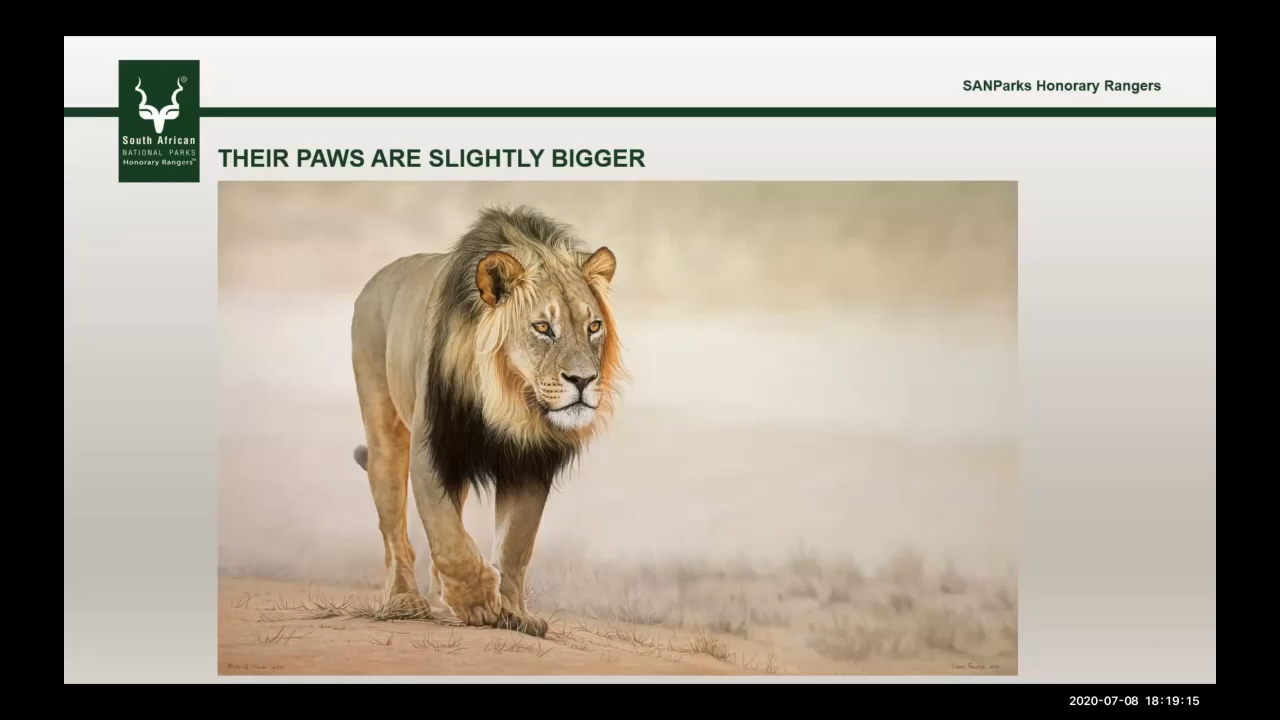 SANParks Honorary Rangers
South African
NATIONAL PARKS
Honorary Rangers™
THEIR PAWS ARE SLIGHTLY BIGGER
2020-07-08 18:19:15